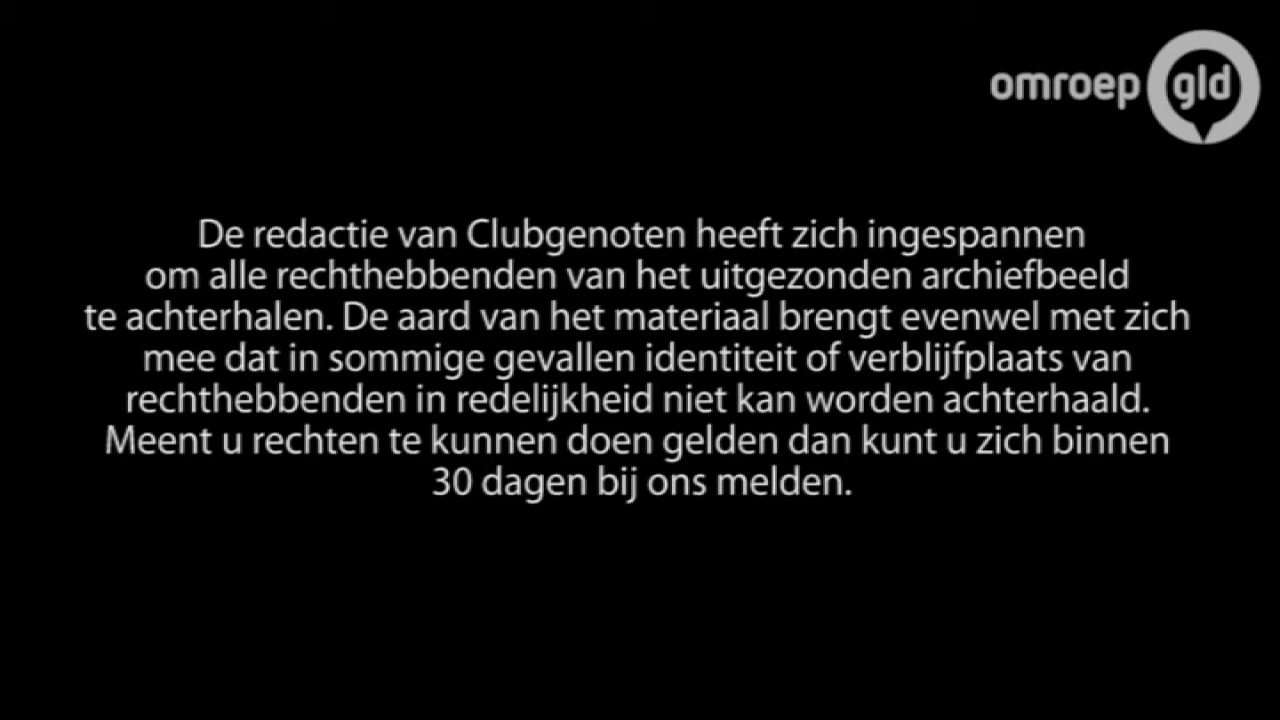 omroep gld
De redactie van Clubgenoten heeft zich ingespannen
om alle rechthebbenden van het uitgezonden archiefbeeld
te achterhalen. De aard van het materiaal brengt evenwel met zich
mee dat in sommige gevallen identiteit of verblijfplaats van
rechthebbenden in redelijkheid niet kan worden achterhaald.
Meent u rechten te kunnen doen gelden dan kunt u zich binnen
30 dagen bij ons melden.